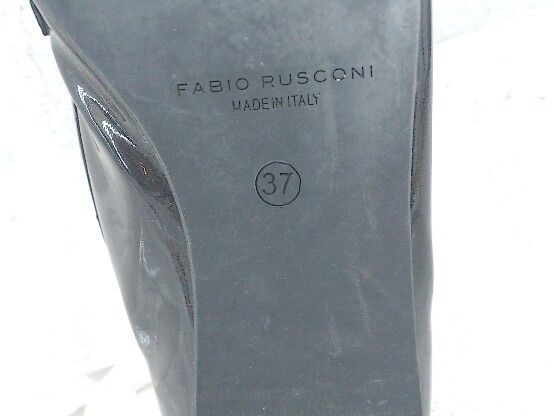 FABIO RUSCONI
MADE IN ITALY
37